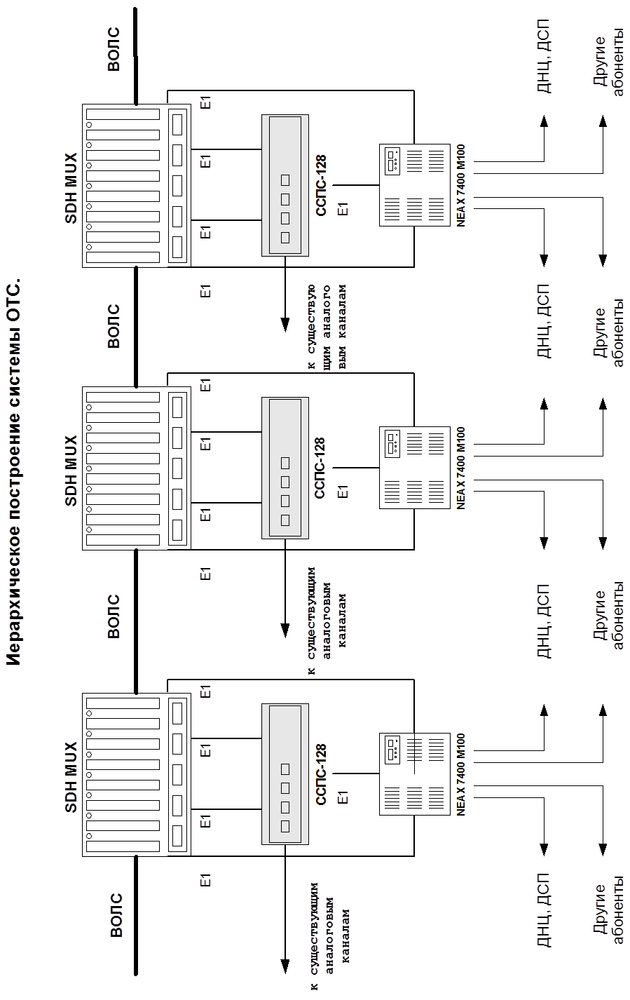 Иерархическое построение системы ОТС.
ВОЛС
SDH MUX
ВОЛС
SDH MUX
ВОЛС
SDH MUX
ВОЛС
E1
E1
E1
E1
E1
E1
E1
E1
E1
E1
E1
E1
к существующим
аналоговым
каналам
ССПС-128
E1
к существующим
аналоговым
каналам
ССПС-128
E1
к существую
щим аналого
вым каналам
ССПС-128
E1
NEAX 7400 M100
NEAX 7400 M100
NEAX 7400 M100
ДНЦ, ДСП
ДНЦ, ДСП
ДНЦ, ДСП
ДНЦ, ДСП
Другие
абоненты
Другие
абоненты
Другие
абоненты
Другие
абоненты